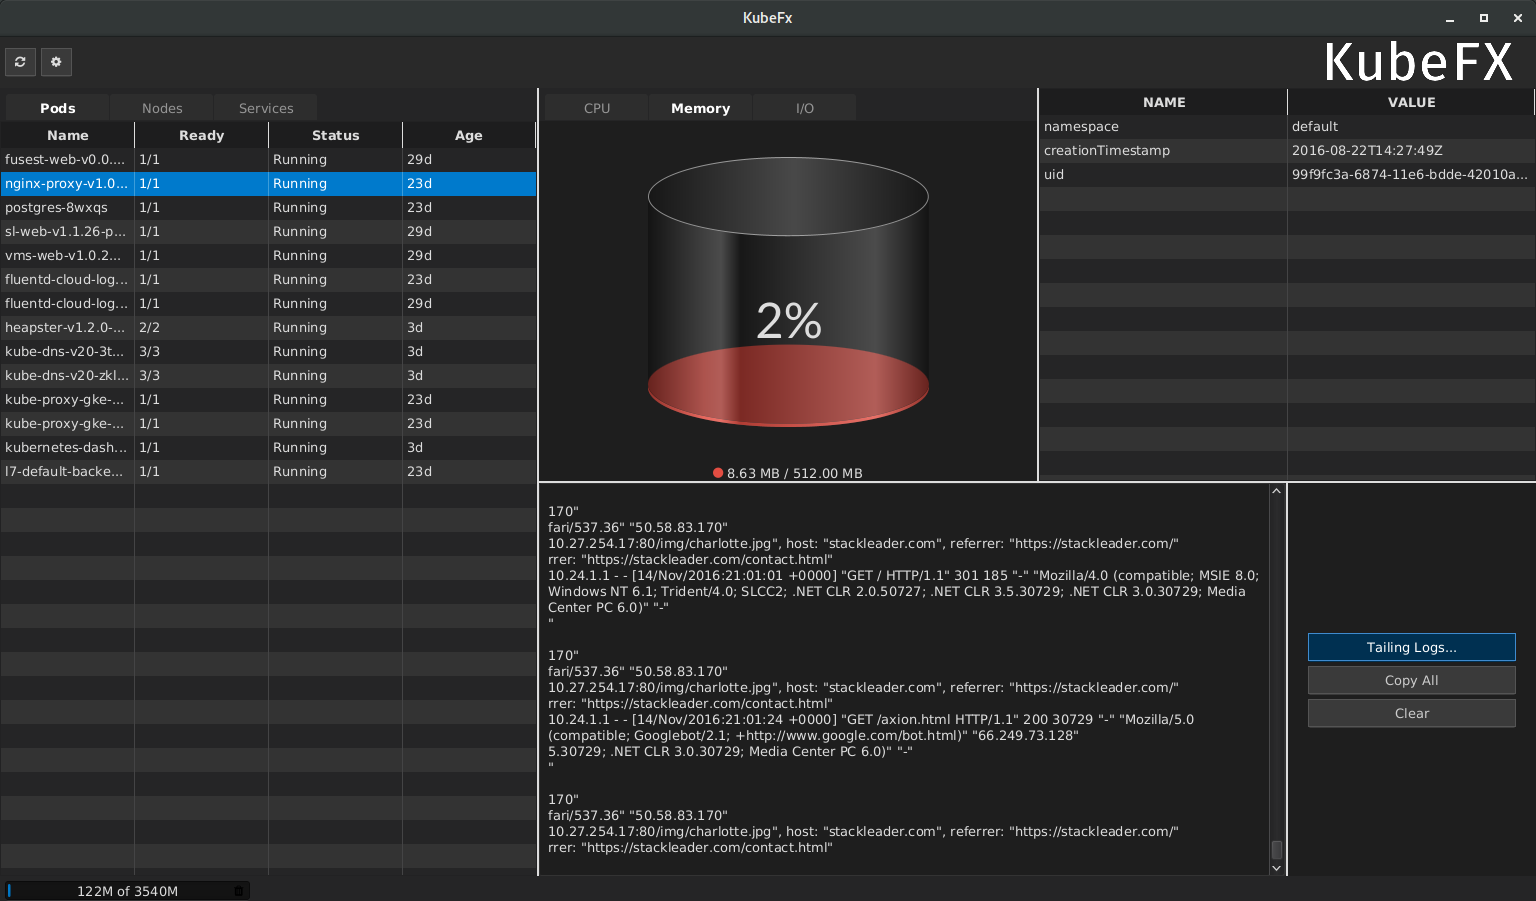 KubeFx
KubeFX
Pods Nodes Services
Name Ready Status Age
fusest-web-v0.0.... 1/1 Running 29d
nginx-proxy-v1.0... 1/1 Running 23d
postgres-8wxqs 1/1 Running 23d
sl-web-v1.1.26-p... 1/1 Running 29d
vms-web-v1.0.2... 1/1 Running 29d
fluentd-cloud-log... 1/1 Running 23d
fluentd-cloud-log... 1/1 Running 29d
heapster-v1.2.0-... 2/2 Running 3d
kube-dns-v20-3t... 3/3 Running 3d
kube-dns-v20-zkl... 3/3 Running 3d
kube-proxy-gke-... 1/1 Running 23d
kube-proxy-gke-... 1/1 Running 23d
kubernetes-dash... 1/1 Running 3d
l7-default-backe... 1/1 Running 23d
CPU Memory I/O
2%
8.63 MB / 512.00 MB
NAME VALUE
namespace default
creationTimestamp 2016-08-22T14:27:49Z
uid 99f9fc3a-6874-11e6-bdde-42010a...
170"
fari/537.36" "50.58.83.170"
10.27.254.17:80/img/charlotte.jpg", host: "stackleader.com", referrer: "https://stackleader.com/"
rrer: "https://stackleader.com/contact.html"
10.24.1.1 - - [14/Nov/2016:21:01:01 +0000] "GET / HTTP/1.1" 301 185 "-" "Mozilla/4.0 (compatible; MSIE 8.0;
Windows NT 6.1; Trident/4.0; SLCC2; .NET CLR 2.0.50727; .NET CLR 3.5.30729; .NET CLR 3.0.30729; Media
Center PC 6.0)" "-"
"
170"
fari/537.36" "50.58.83.170"
10.27.254.17:80/img/charlotte.jpg", host: "stackleader.com", referrer: "https://stackleader.com/"
rrer: "https://stackleader.com/contact.html"
10.24.1.1 - - [14/Nov/2016:21:01:24 +0000] "GET /axion.html HTTP/1.1" 200 30729 "-" "Mozilla/5.0
(compatible; Googlebot/2.1; +http://www.google.com/bot.html)" "66.249.73.128"
5.30729; .NET CLR 3.0.30729; Media Center PC 6.0)" "-"
"
170"
fari/537.36" "50.58.83.170"
10.27.254.17:80/img/charlotte.jpg", host: "stackleader.com", referrer: "https://stackleader.com/"
rrer: "https://stackleader.com/contact.html"
Tailing Logs...
Copy All
Clear
122M of 3540M